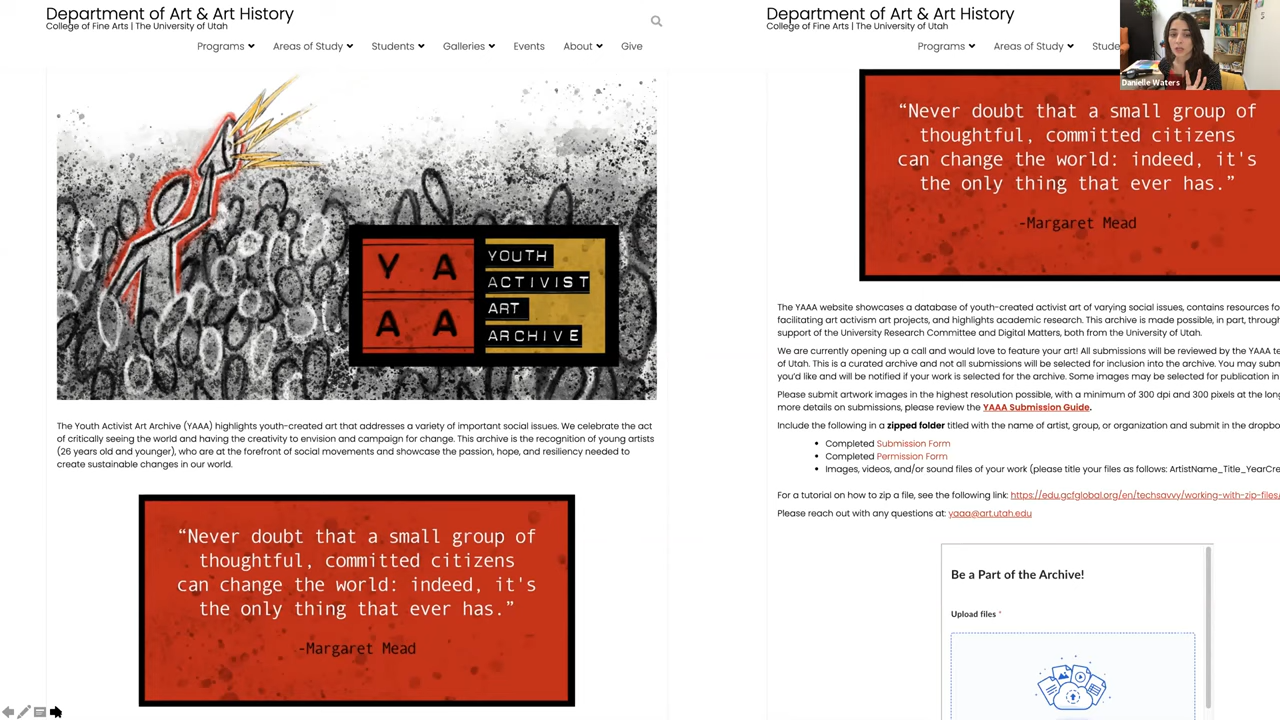 Department of Art & Art History
College of Fine Arts | The University of Utah
Programs
Areas of Study
Students
Galleries
Events
About
Give
Y A
A A
YOUTH
ACTIVIST
ART
ARCHIVE
The Youth Activist Art Archive (YAAA) highlights youth-created art that addresses a variety of important social issues. We celebrate the act
of critically seeing the world and having the creativity to envision and campaign for change. This archive is the recognition of young artists
(26 years old and younger), who are at the forefront of social movements and showcase the passion, hope, and resiliency needed to
create sustainable changes in our world.
“Never doubt that a small group of
thoughtful, committed citizens
can change the world: indeed, it's
the only thing that ever has.”
-Margaret Mead
Department of Art & Art History
College of Fine Arts | The University of Utah
Programs
Areas of Study
Stude
Danielle Waters
“Never doubt that a small group of
thoughtful, committed citizens
can change the world: indeed, it's
the only thing that ever has.”
-Margaret Mead
The YAAA website showcases a database of youth-created activist art of varying social issues, contains resources fo
facilitating art activism art projects, and highlights academic research. This archive is made possible, in part, through
support of the University Research Committee and Digital Matters, both from the University of Utah.
We are currently opening up a call and would love to feature your art! All submissions will be reviewed by the YAAA te
of Utah. This is a curated archive and not all submissions will be selected for inclusion into the archive. You may subm
you'd like and will be notified if your work is selected for the archive. Some images may be selected for publication in
Please submit artwork images in the highest resolution possible, with a minimum of 300 dpi and 300 pixels at the long
more details on submissions, please review the YAAA Submission Guide.
Include the following in a zipped folder titled with the name of artist, group, or organization and submit in the dropbo
• Completed Submission Form
• Completed Permission Form
• Images, videos, and/or sound files of your work (please title your files as follows: ArtistName_Title_YearCre
For a tutorial on how to zip a file, see the following link: https://edu.gcfglobal.org/en/techsavvy/working-with-zip-files/
Please reach out with any questions at: yaaa@art.utah.edu
Be a Part of the Archive!
Upload files *